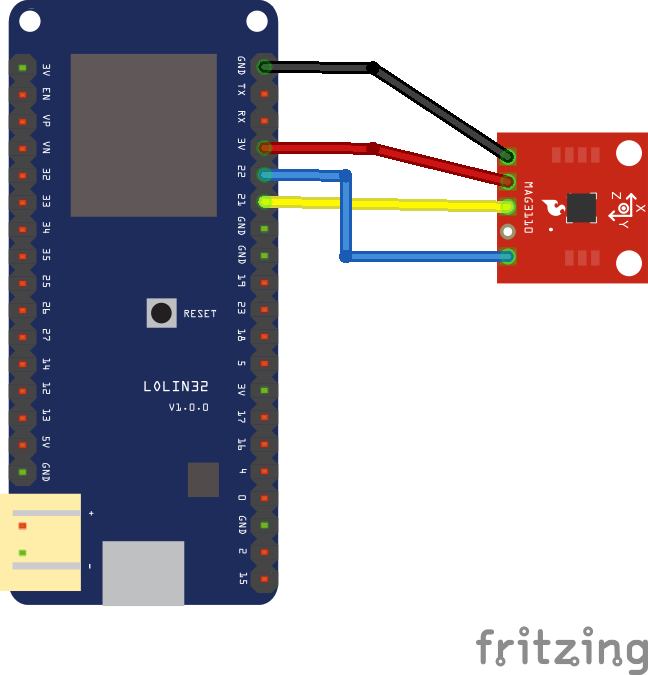 3V
EN
VP
VN
32
33
34
35
25
26
27
14
12
13
5V
GND
GND
TX
RX
3V
22
21
GND
GND
19
23
18
5
3V
17
16
4
0
GND
2
15
RESET
LOLIN32
V1.0.0
+
-
MAG3110
X
Z
Y
fritzing